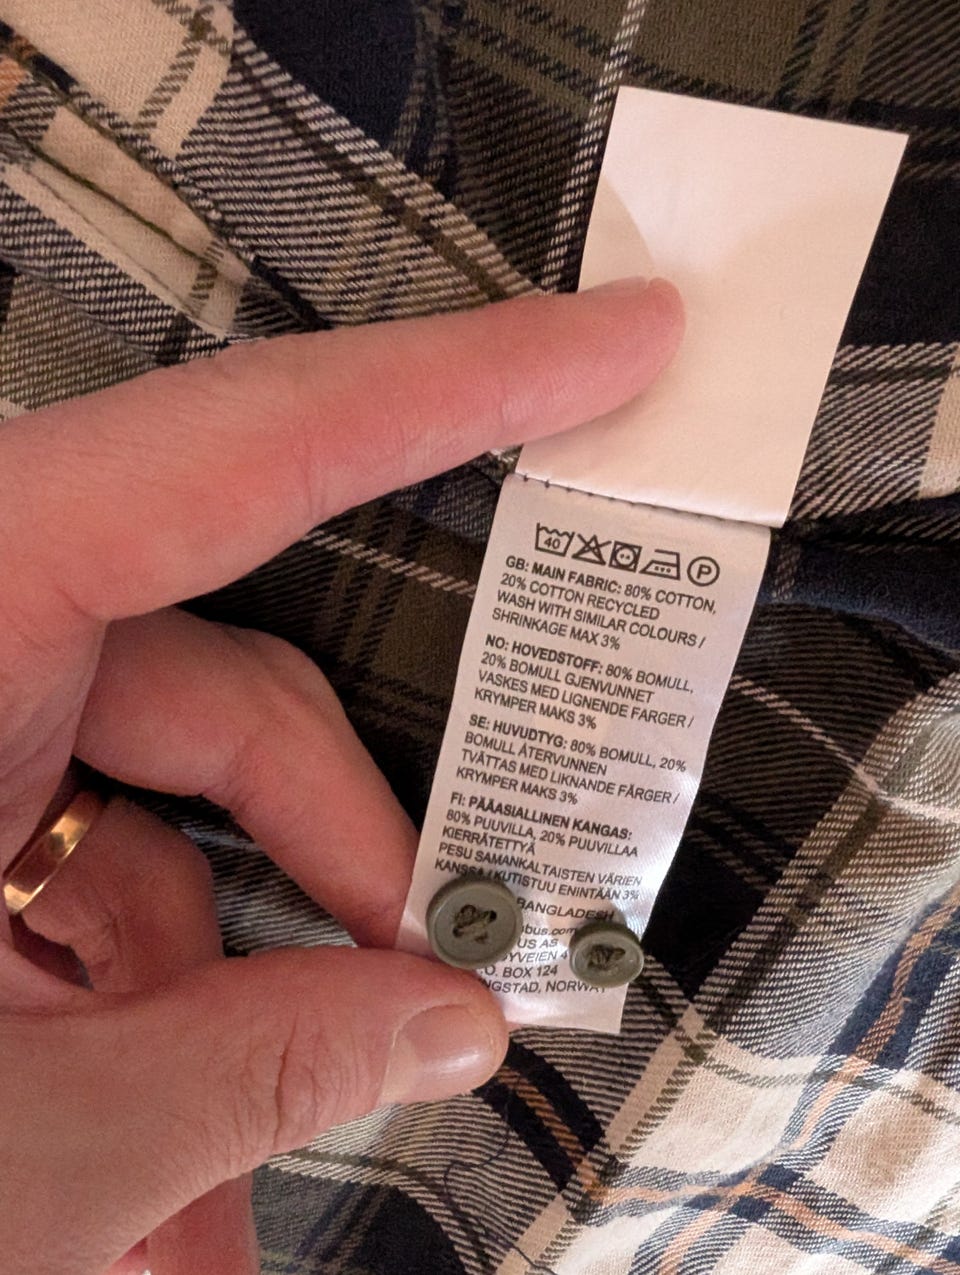 40 P
GB: MAIN FABRIC: 80% COTTON,
20% COTTON RECYCLED
WASH WITH SIMILAR COLOURS /
SHRINKAGE MAX 3%
NO: HOVEDSTOFF: 80% BOMULL,
20% BOMULL GJENVUNNET
VASKES MED LIGNENDE FARGER /
KRYMPER MAKS 3%
SE: HUVUDTYG: 80% BOMULL, 20%
BOMULL ÅTERVUNNEN
TVÄTTAS MED LIKNANDE FÄRGER /
KRYMPER MAKS 3%
FI: PÄÄASIALLINEN KANGAS:
80% PUUVILLA, 20% PUUVILLAA
KIERRÄTETTYÄ
PESU SAMANKALTAISTEN VÄRIEN
KANSSA / KUTISTUU ENINTÄÄN 3%
BANGLADESH
AS
BOX 124
NORWAY